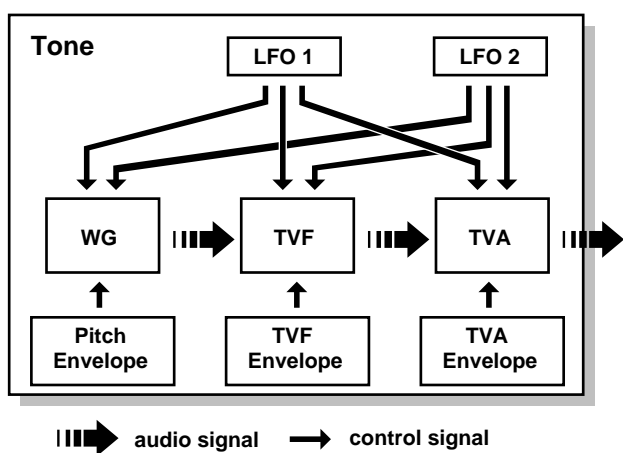 Tone
LFO 1
LFO 2
WG
TVF
TVA
Pitch
Envelope
TVF
Envelope
TVA
Envelope
audio signal
control signal